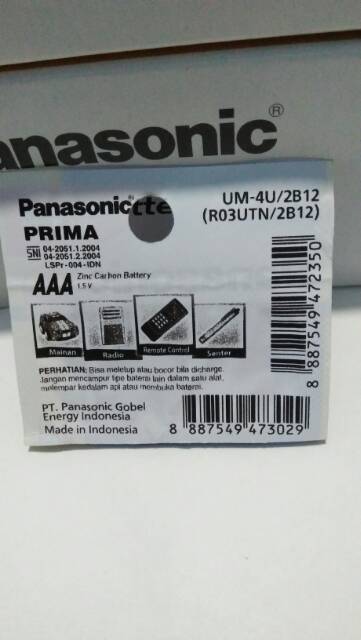 anasonic®
Panasonic
UM-4U/2B12
(R03UTN/2B12)
PRIMA
SNI 04-2051.1.2004
04-2051.2.2004
LSPr-004-IDN
AAA Zinc Carbon Battery
1.5 V
Mainan
Radio
Remote Control
Senter
8 887549 472350
PERHATIAN: Bisa meletup atau bocor bila dicharge.
Jangan mencampur tipe baterai lain dalam satu alat,
melempar kedalam api atau membuka baterai.
PT. Panasonic Gobel
Energy Indonesia
Made in Indonesia
8 887549 473029